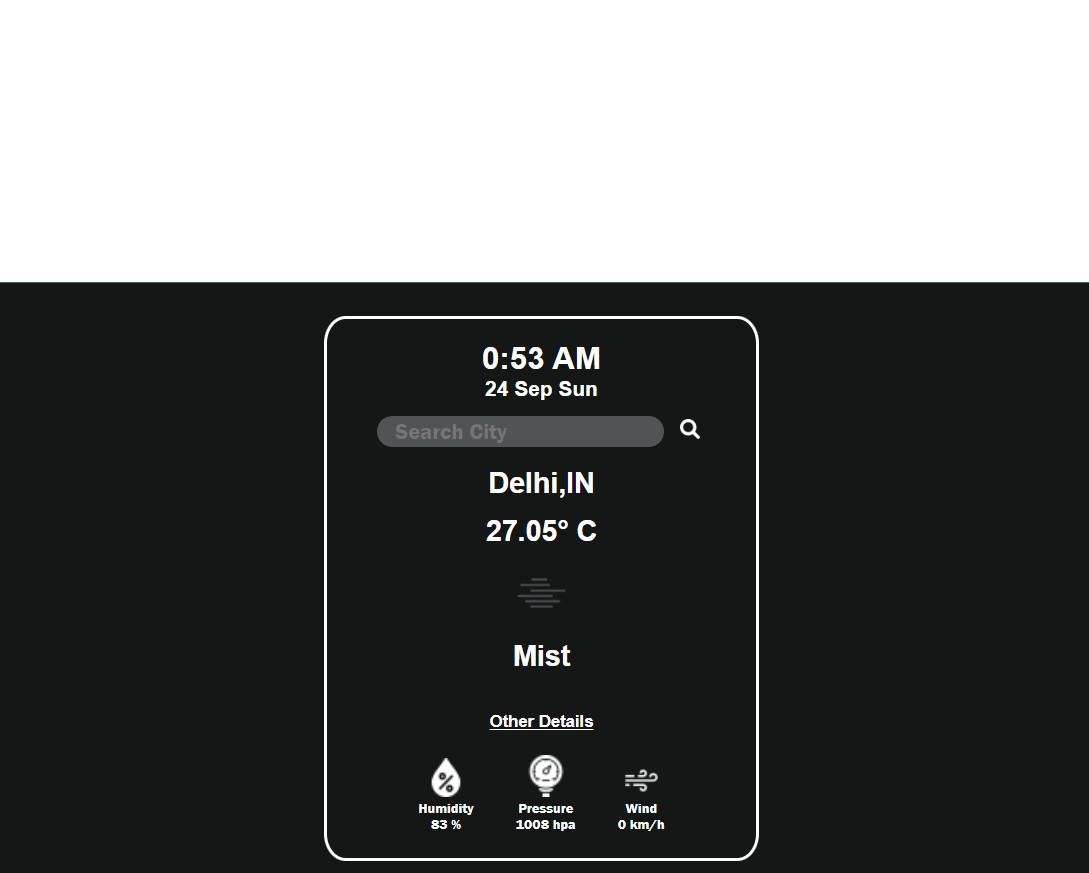 0:53 AM
24 Sep Sun
Search City
Delhi,IN
27.05° C
Mist
Other Details
Humidity Pressure Wind
83 % 1008 hpa 0 km/h